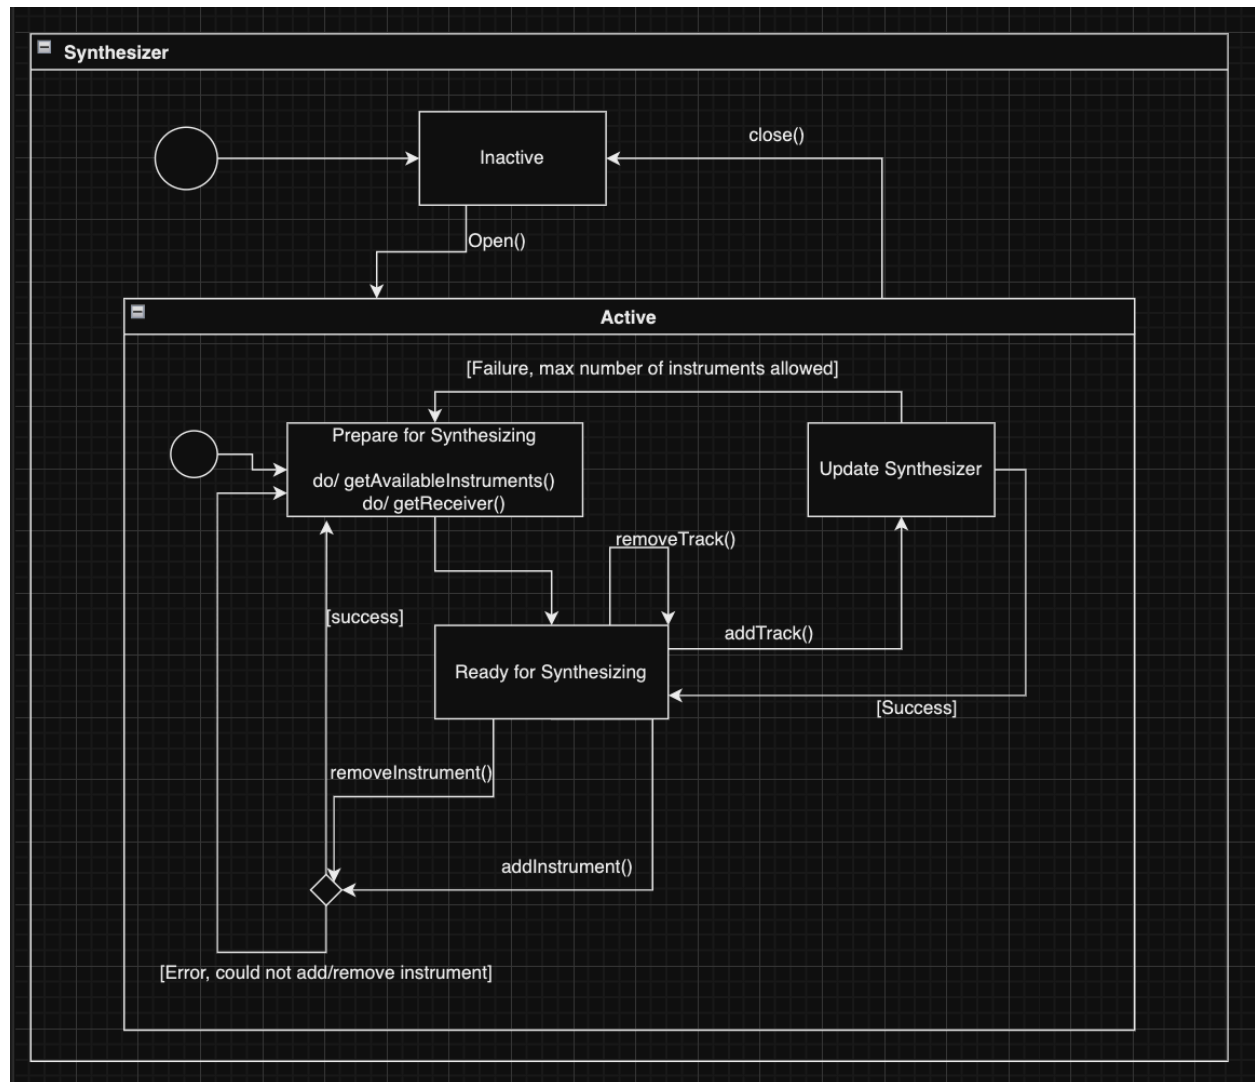 Synthesizer
close()
Inactive
Open()
Active
[Failure, max number of instruments allowed]
Prepare for Synthesizing
do/ getAvailableInstruments()
do/ getReceiver()
Update Synthesizer
removeTrack()
[success]
addTrack()
Ready for Synthesizing
[Success]
removeInstrument()
addInstrument()
[Error, could not add/remove instrument]